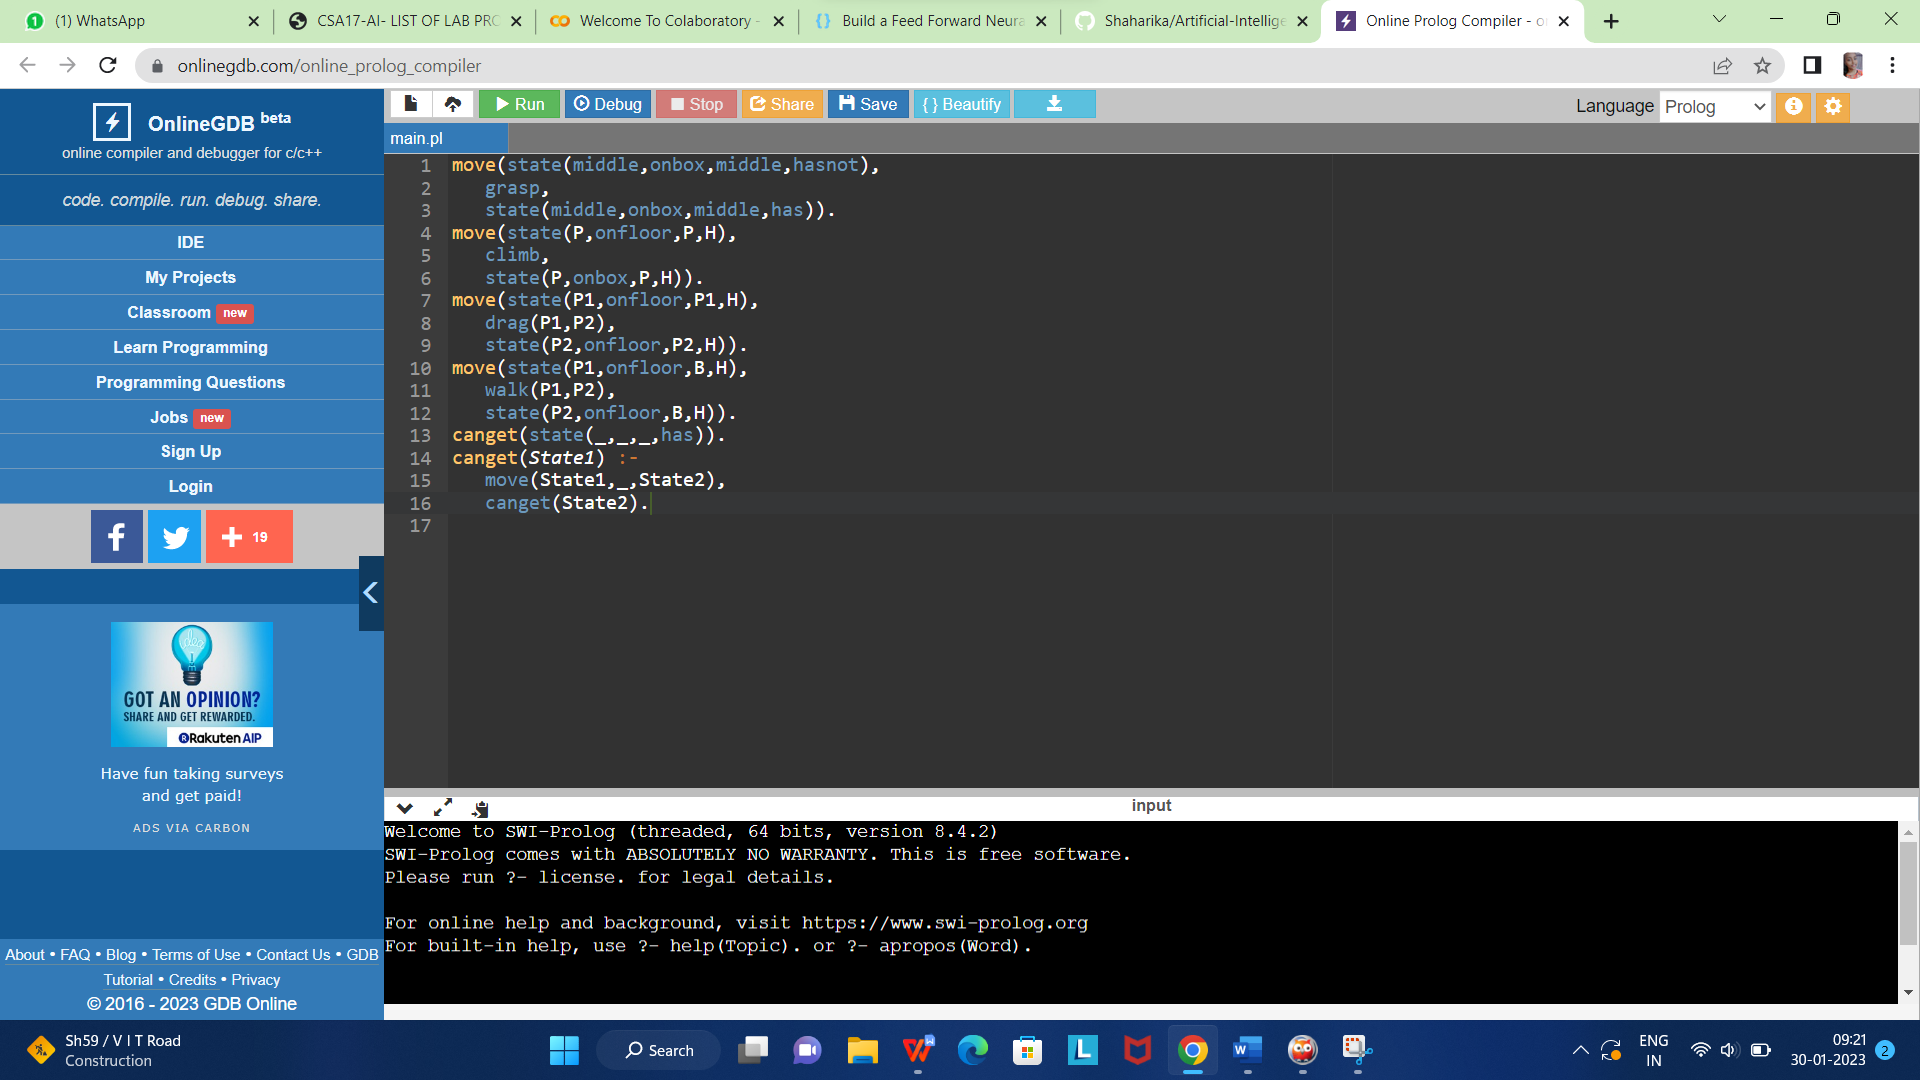 (1) WhatsApp
CSA17-AI- LIST OF LAB PRO
Welcome To Colaboratory -
Build a Feed Forward Neura
Shaharika/Artificial-Intellige
Online Prolog Compiler - o
onlinegdb.com/online_prolog_compiler
OnlineGDB beta
online compiler and debugger for c/c++
code. compile. run. debug. share.
IDE
My Projects
Classroom new
Learn Programming
Programming Questions
Jobs new
Sign Up
Login
+ 19
GOT AN OPINION?
SHARE AND GET REWARDED.
Rakuten AIP
Have fun taking surveys
and get paid!
ADS VIA CARBON
About • FAQ • Blog • Terms of Use • Contact Us • GDB
Tutorial • Credits • Privacy
© 2016 - 2023 GDB Online
Run Debug Stop Share Save { } Beautify
Language Prolog
main.pl
1 move(state(middle,onbox,middle,hasnot),
2    grasp,
3    state(middle,onbox,middle,has)).
4 move(state(P,onfloor,P,H),
5    climb,
6    state(P,onbox,P,H)).
7 move(state(P1,onfloor,P1,H),
8    drag(P1,P2),
9    state(P2,onfloor,P2,H)).
10 move(state(P1,onfloor,B,H),
11    walk(P1,P2),
12    state(P2,onfloor,B,H)).
13 canget(state(_,_,_,has)).
14 canget(State1) :-
15    move(State1,_,State2),
16    canget(State2).
17
input
Welcome to SWI-Prolog (threaded, 64 bits, version 8.4.2)
SWI-Prolog comes with ABSOLUTELY NO WARRANTY. This is free software.
Please run ?- license. for legal details.
For online help and background, visit https://www.swi-prolog.org
For built-in help, use ?- help(Topic). or ?- apropos(Word).
Sh59 / V I T Road
Construction
Search
ENG
IN
09:21
30-01-2023
2